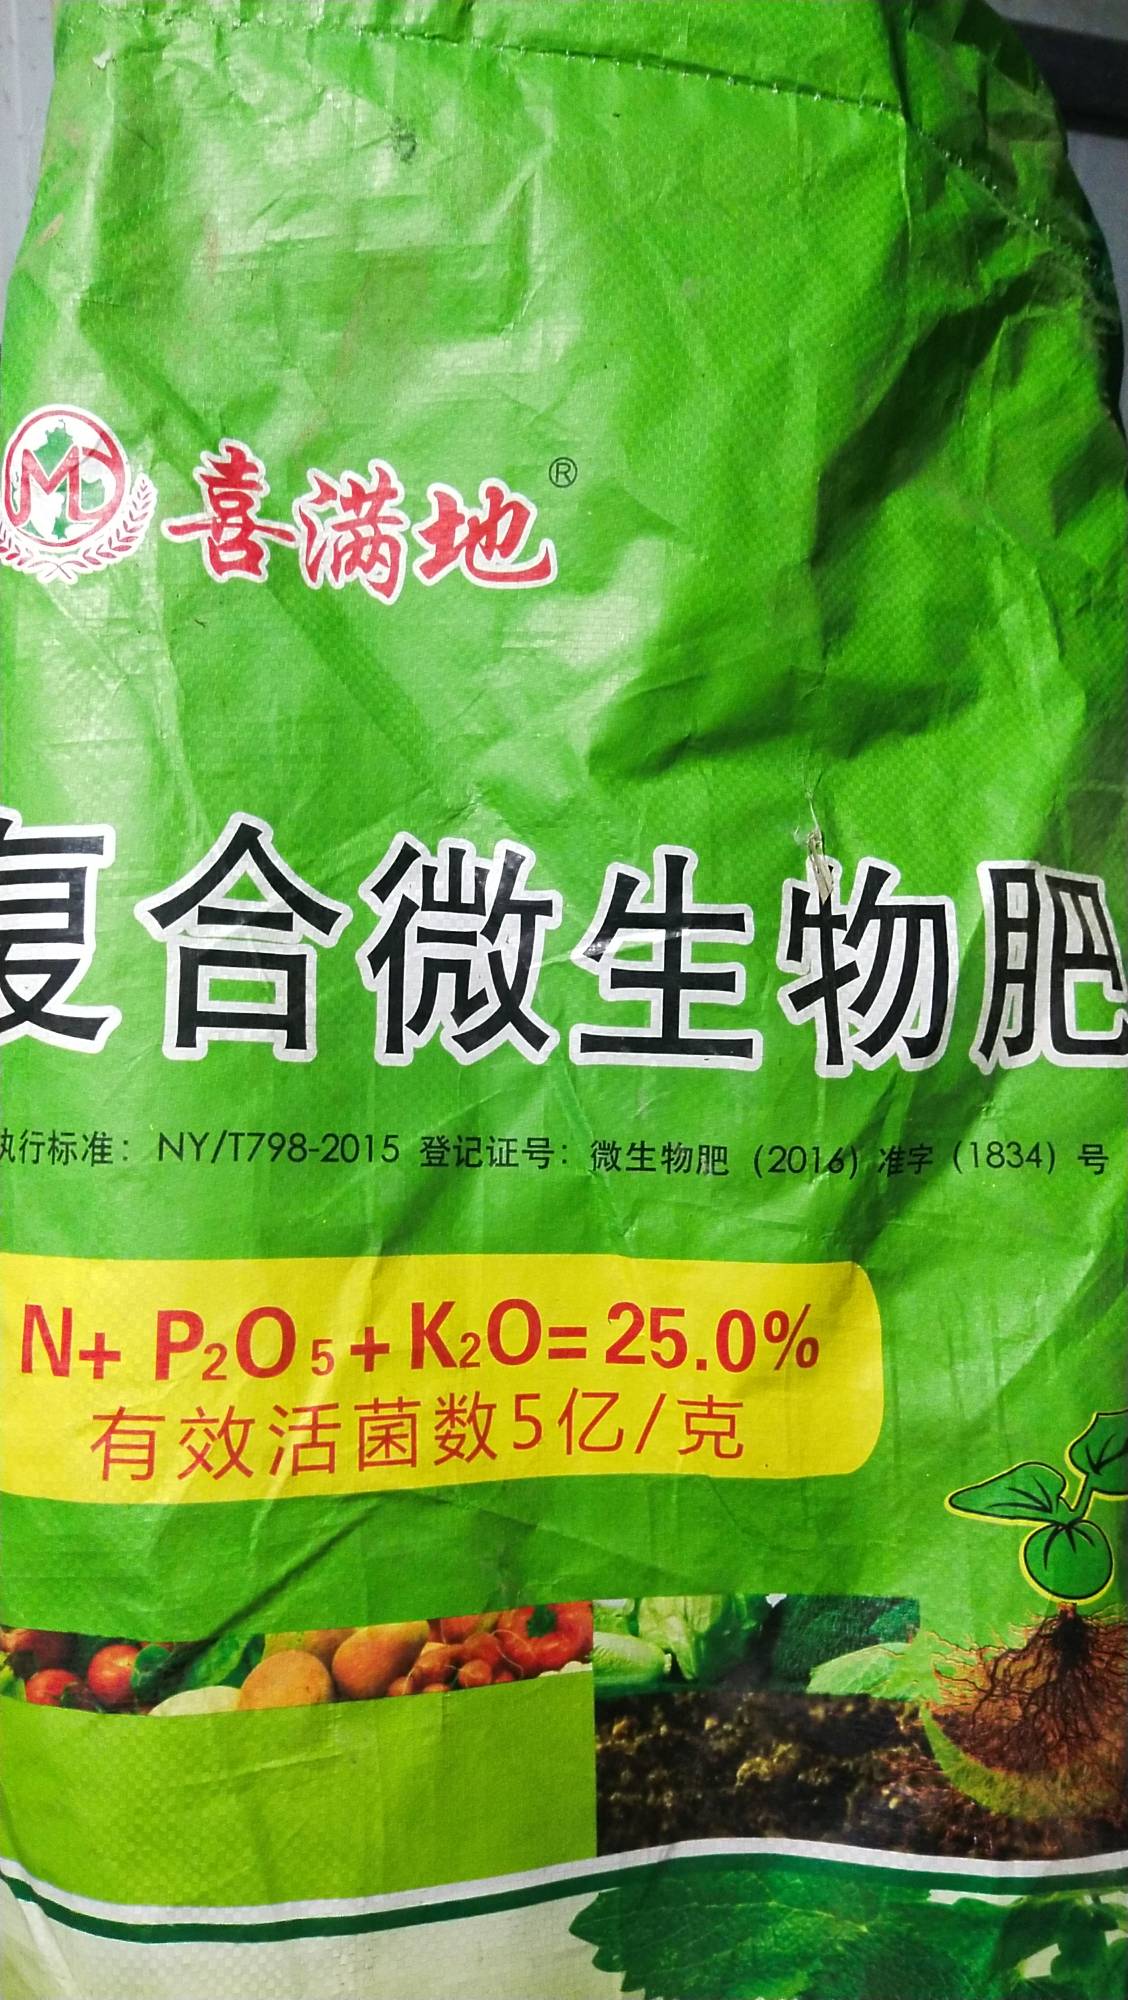 喜满地®
复合微生物肥
执行标准：NY/T798-2015 登记证号：微生物肥（2016）准字（1834）号
N+P₂O₅+K₂O=25.0%
有效活菌数5亿/克